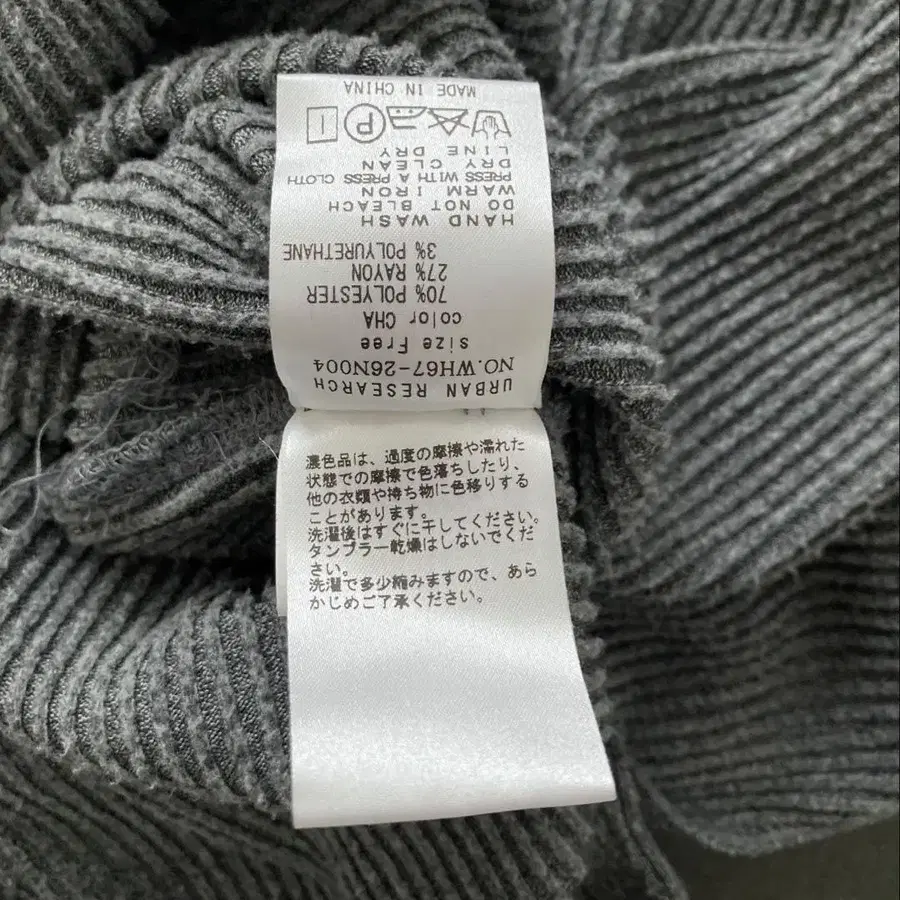 URBAN RESEARCH
NO.WH67-26N004
size Free
color CHA
70% POLYESTER
27% RAYON
3% POLYURETHANE
HAND WASH
DO NOT BLEACH
WARM IRON
PRESS WITH A PRESS CLOTH
DRY CLEAN
LINE DRY
P
MADE IN CHINA
濃色品は、過度の摩擦や濡れた
状態での摩擦で色落ちしたり、
他の衣類や持ち物に色移りする
ことがあります。
洗濯後はすぐに干してください。
タンブラー乾燥はしないでくだ
さい。
洗濯で多少縮みますので、あら
かじめご了承ください。